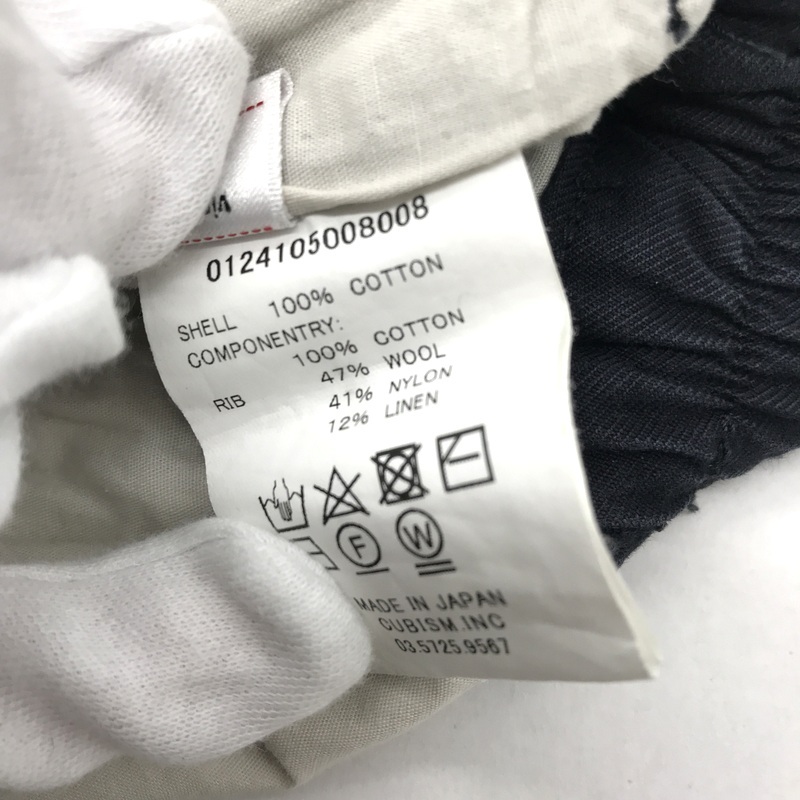 0124105008008
SHELL 100% COTTON
COMPONENTRY:
100% COTTON
RIB 47% WOOL
41% NYLON
12% LINEN
F W
MADE IN JAPAN
CUBISM.INC
03.5725.9567